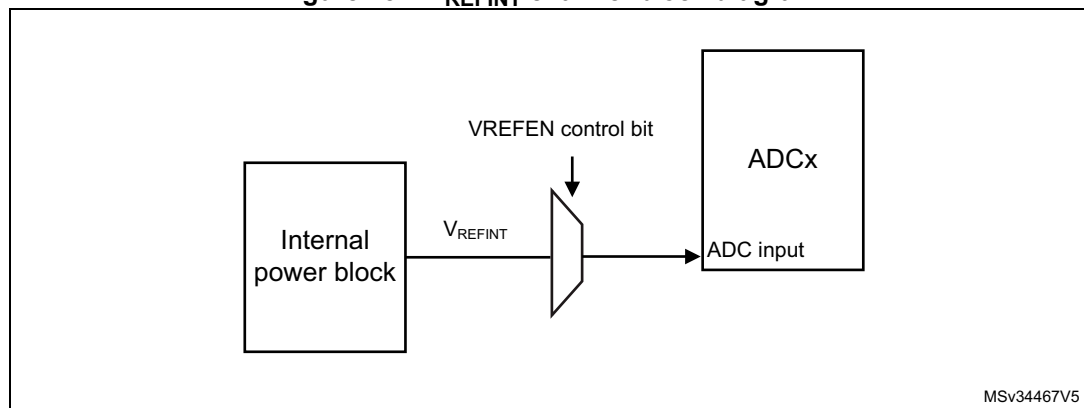 VREFEN control bit
ADCx
Internal
power block
VREFINT
ADC input
MSv34467V5